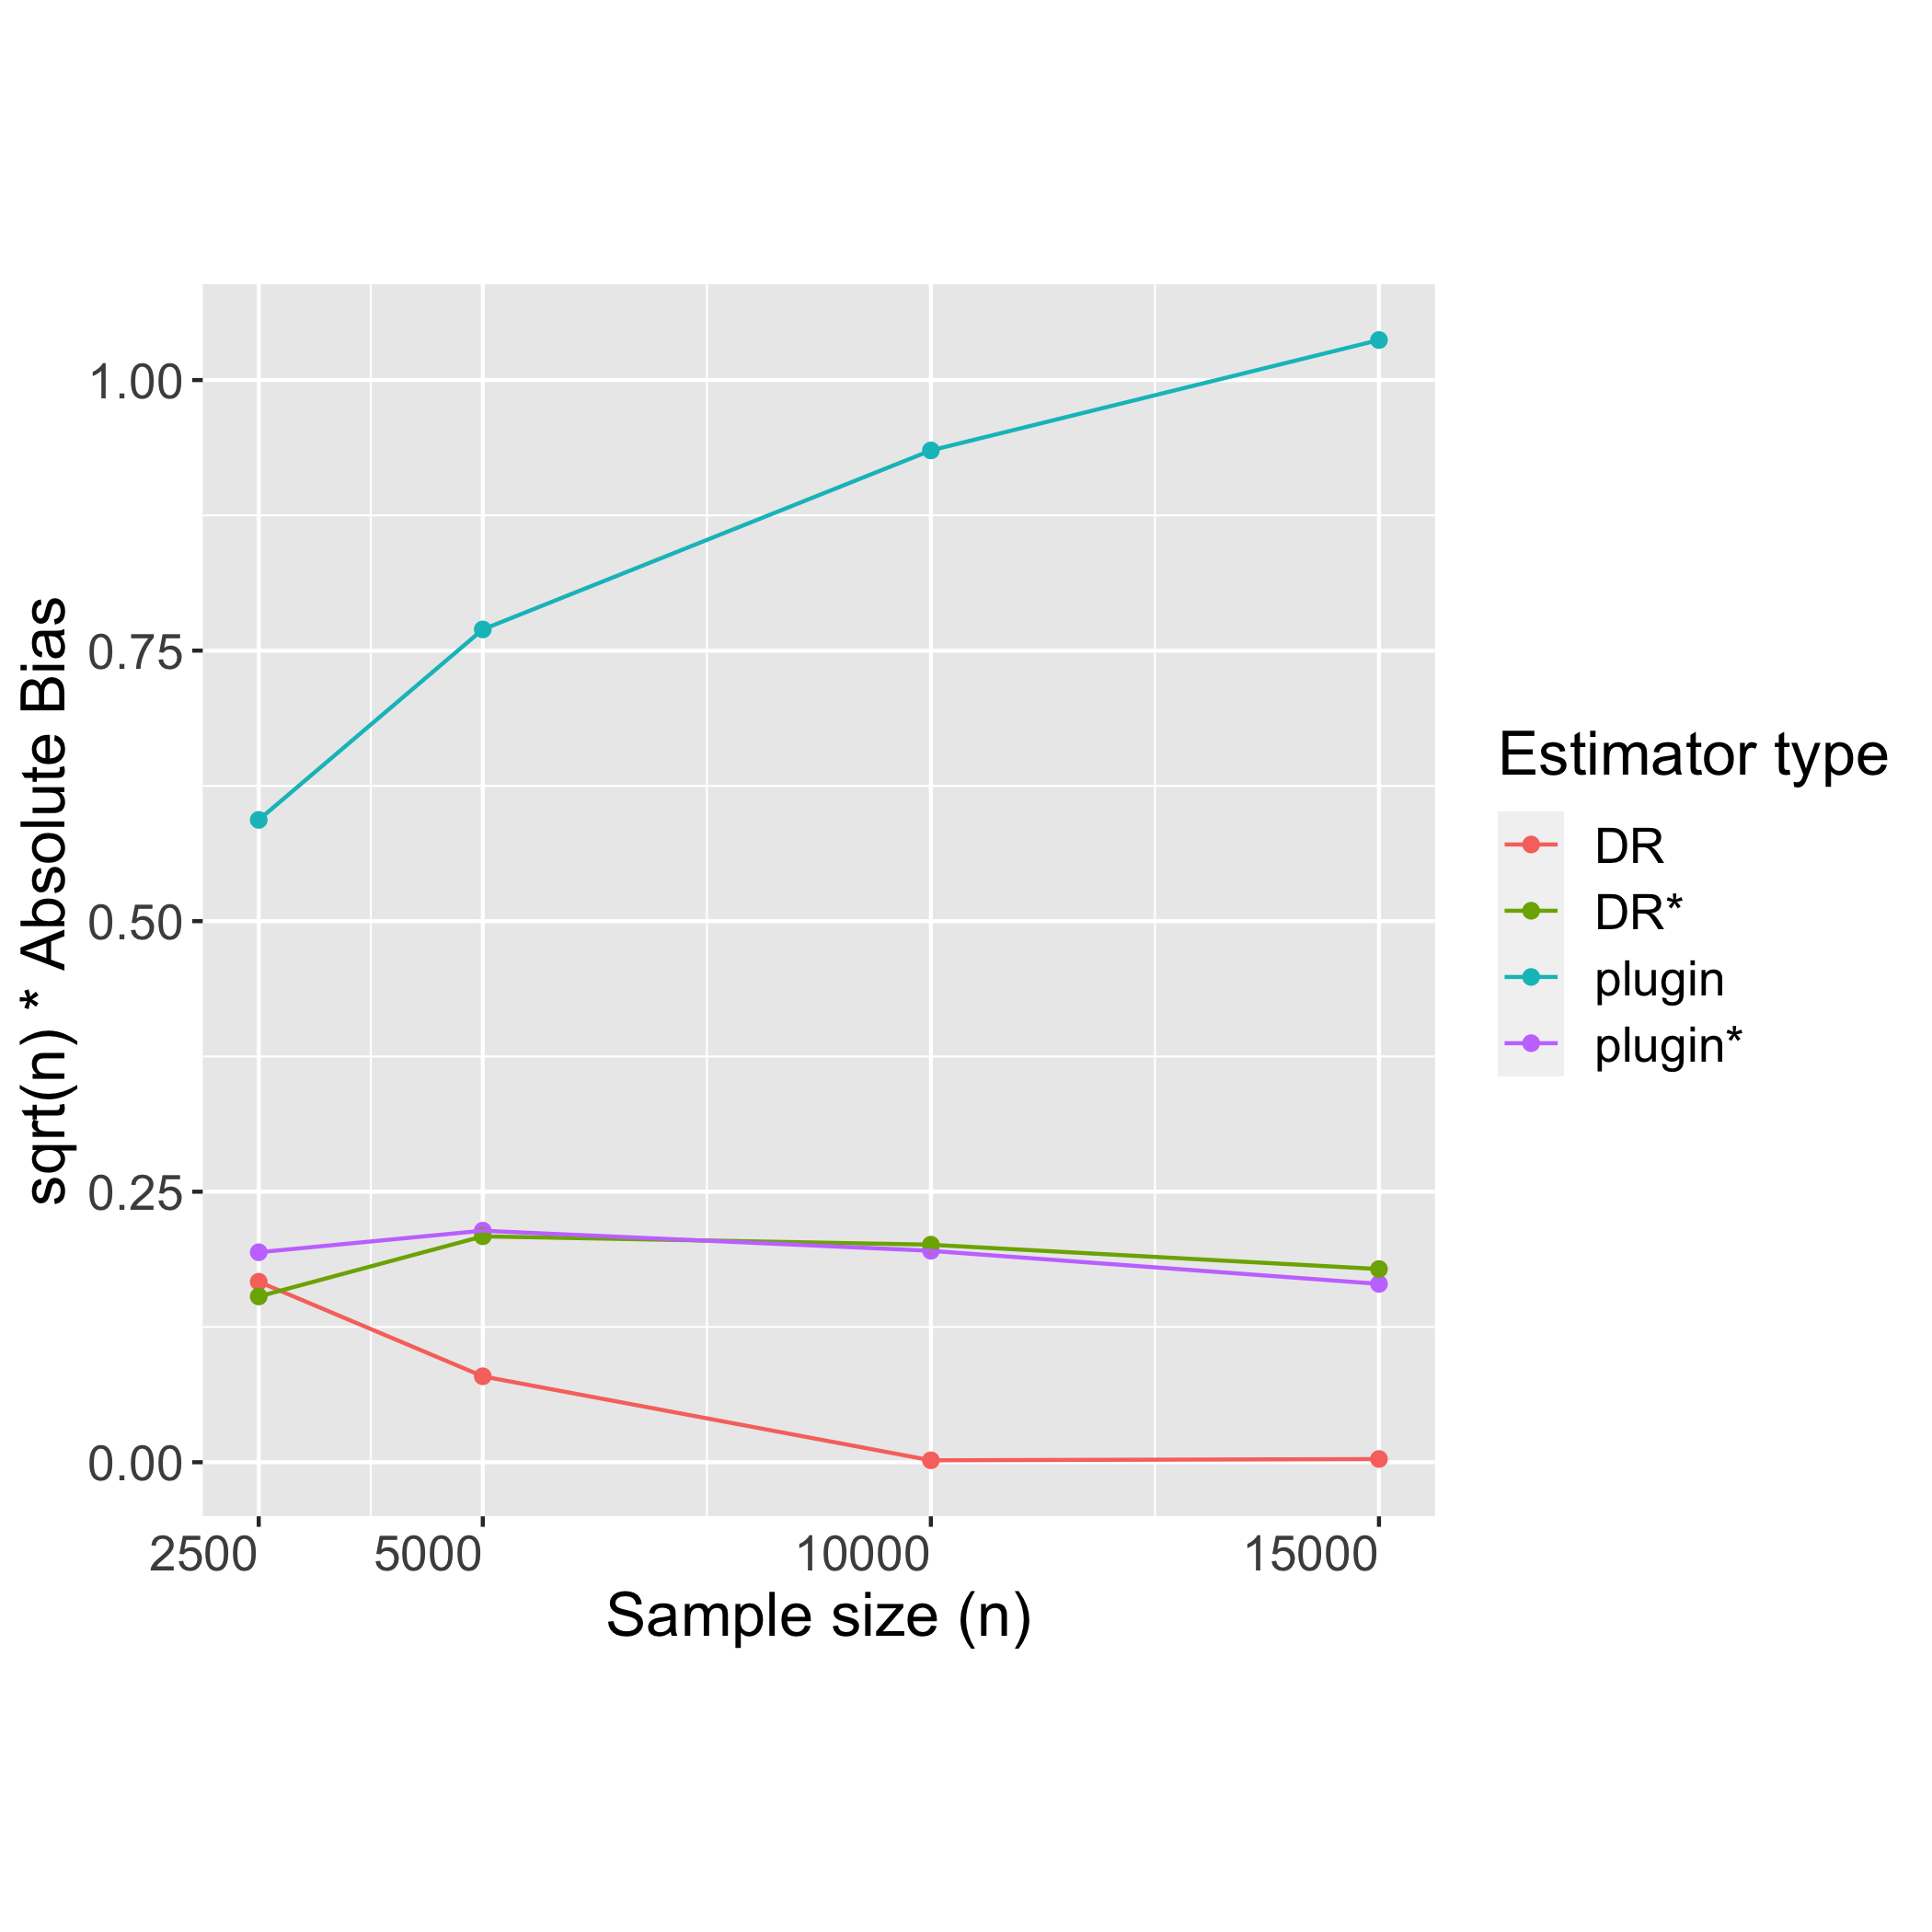 sqrt(n) * Absolute Bias
1.00
0.75
0.50
0.25
0.00
2500 5000 10000 15000
Sample size (n)
Estimator type
DR
DR*
plugin
plugin*